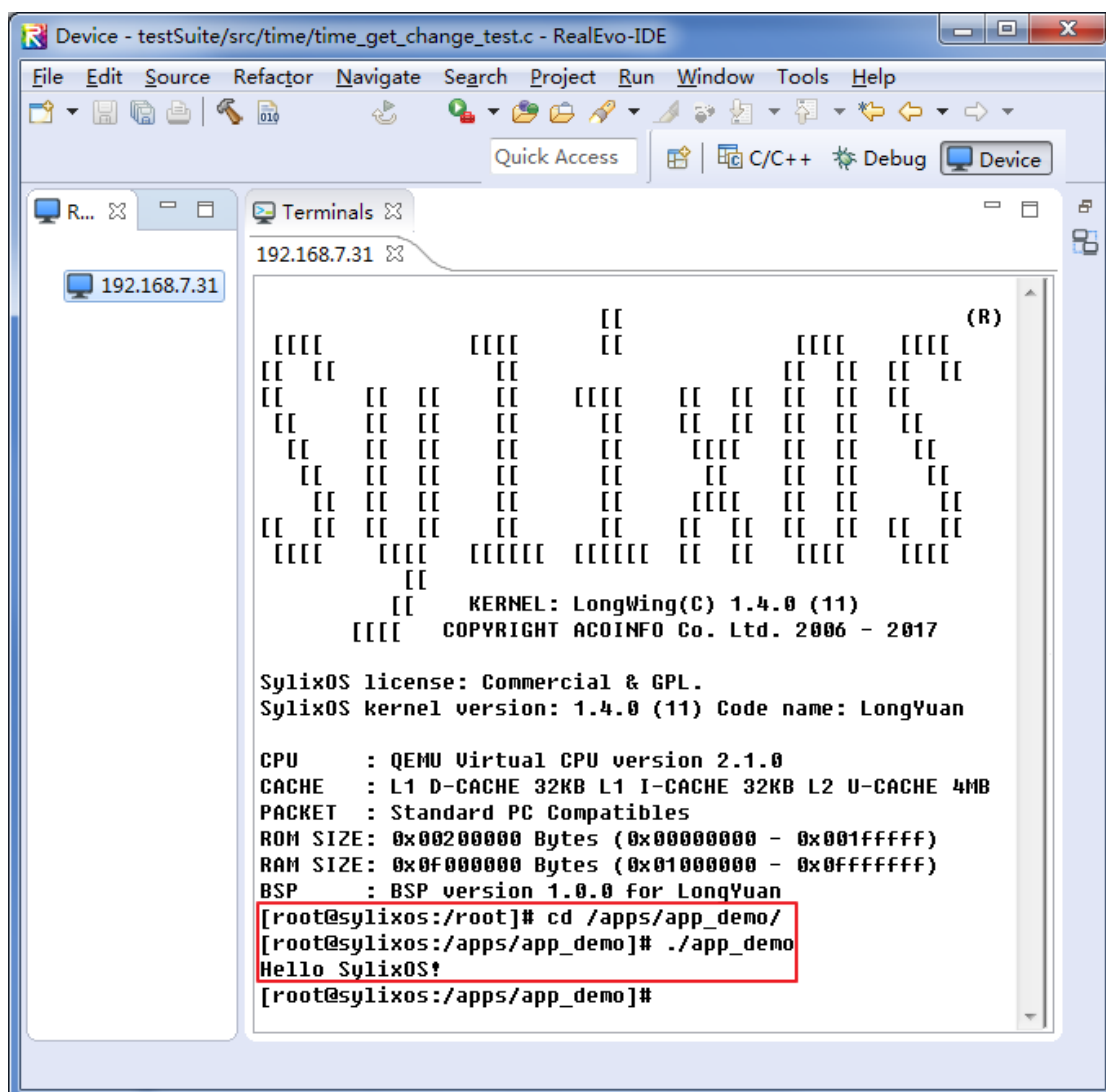 Device - testSuite/src/time/time_get_change_test.c - RealEvo-IDE
File Edit Source Refactor Navigate Search Project Run Window Tools Help
010
Quick Access C/C++ Debug Device
R... Terminals
192.168.7.31
192.168.7.31
                          [[                          (R)
 [[[[           [[[[      [[             [[[[    [[[[
[[  [[            [[                    [[  [[  [[  [[
[[      [[  [[    [[    [[[[    [[  [[  [[  [[  [[
 [[     [[  [[    [[      [[    [[  [[  [[  [[   [[
  [[    [[  [[    [[      [[     [[[[   [[  [[    [[
   [[   [[  [[    [[      [[      [[    [[  [[     [[
    [[  [[  [[    [[      [[     [[[[   [[  [[      [[
[[  [[  [[  [[    [[      [[    [[  [[  [[  [[  [[  [[
 [[[[    [[[[   [[[[[[  [[[[[[  [[  [[   [[[[    [[[[
           [[
          [[    KERNEL: LongWing(C) 1.4.0 (11)
       [[[[   COPYRIGHT ACOINFO Co. Ltd. 2006 - 2017
SylixOS license: Commercial & GPL.
SylixOS kernel version: 1.4.0 (11) Code name: LongYuan
CPU     : QEMU Virtual CPU version 2.1.0
CACHE   : L1 D-CACHE 32KB L1 I-CACHE 32KB L2 U-CACHE 4MB
PACKET  : Standard PC Compatibles
ROM SIZE: 0x00200000 Bytes (0x00000000 - 0x001fffff)
RAM SIZE: 0x0f000000 Bytes (0x01000000 - 0x0fffffff)
BSP     : BSP version 1.0.0 for LongYuan
[root@sylixos:/root]# cd /apps/app_demo/
[root@sylixos:/apps/app_demo]# ./app_demo
Hello SylixOS!
[root@sylixos:/apps/app_demo]#